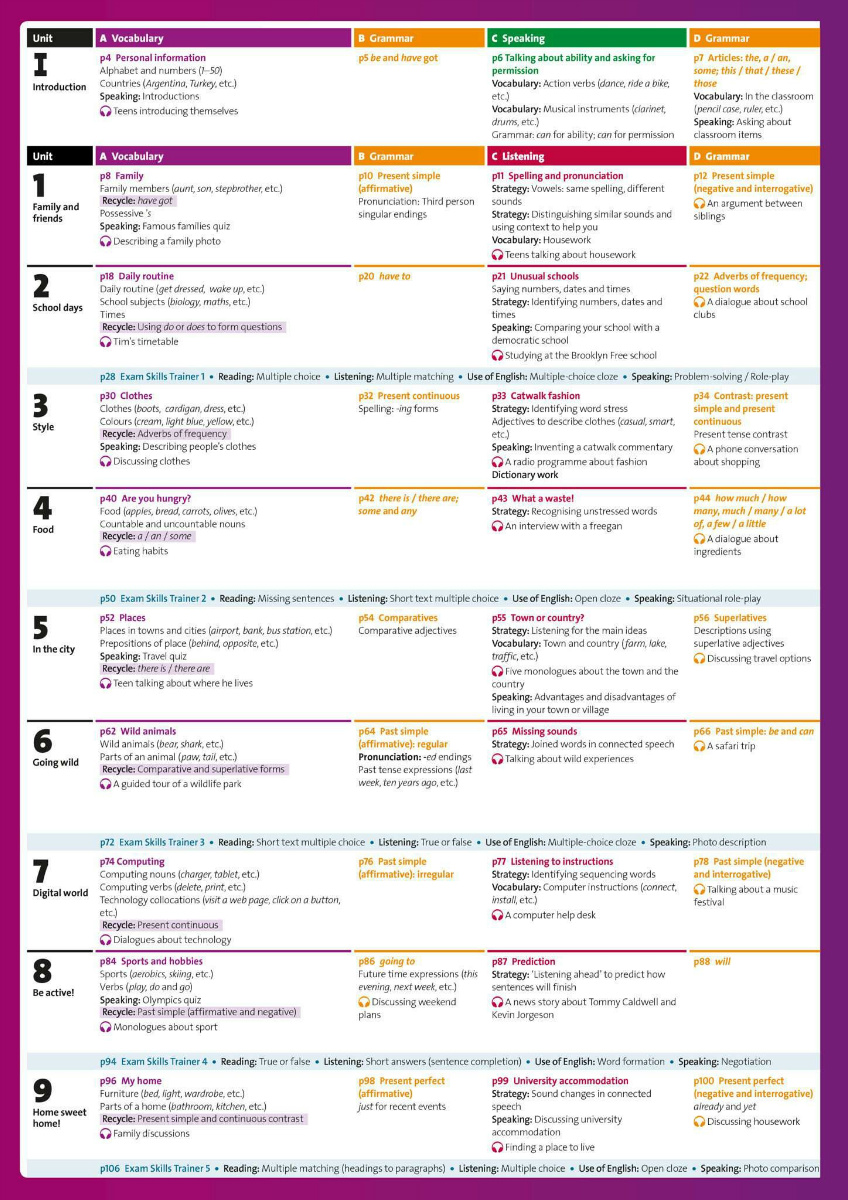 Unit
A Vocabulary
B Grammar
C Speaking
D Grammar
I
Introduction
p4 Personal information
Alphabet and numbers (1–50)
Countries (Argentina, Turkey, etc.)
Speaking: Introductions
Teens introducing themselves
p5 be and have got
p6 Talking about ability and asking for
permission
Vocabulary: Action verbs (dance, ride a bike,
etc.)
Vocabulary: Musical instruments (clarinet,
drums, etc.)
Grammar: can for ability; can for permission
p7 Articles: the, a / an,
some; this / that / these /
those
Vocabulary: In the classroom
(pencil case, ruler, etc.)
Speaking: Asking about
classroom items
Unit
A Vocabulary
B Grammar
C Listening
D Grammar
1
Family and
friends
p8 Family
Family members (aunt, son, stepbrother, etc.)
Recycle: have got
Possessive 's
Speaking: Famous families quiz
Describing a family photo
p10 Present simple
(affirmative)
Pronunciation: Third person
singular endings
p11 Spelling and pronunciation
Strategy: Vowels: same spelling, different
sounds
Strategy: Distinguishing similar sounds and
using context to help you
Vocabulary: Housework
Teens talking about housework
p12 Present simple
(negative and interrogative)
An argument between
siblings
2
School days
p18 Daily routine
Daily routine (get dressed, wake up, etc.)
School subjects (biology, maths, etc.)
Times
Recycle: Using do or does to form questions
Tim's timetable
p20 have to
p21 Unusual schools
Saying numbers, dates and times
Strategy: Identifying numbers, dates and
times
Speaking: Comparing your school with a
democratic school
Studying at the Brooklyn Free school
p22 Adverbs of frequency;
question words
A dialogue about school
clubs
p28 Exam Skills Trainer 1 • Reading: Multiple choice • Listening: Multiple matching • Use of English: Multiple-choice cloze • Speaking: Problem-solving / Role-play
3
Style
p30 Clothes
Clothes (boots, cardigan, dress, etc.)
Colours (cream, light blue, yellow, etc.)
Recycle: Adverbs of frequency
Speaking: Describing people's clothes
Discussing clothes
p32 Present continuous
Spelling: -ing forms
p33 Catwalk fashion
Strategy: Identifying word stress
Adjectives to describe clothes (casual, smart,
etc.)
Speaking: Inventing a catwalk commentary
A radio programme about fashion
Dictionary work
p34 Contrast: present
simple and present
continuous
Present tense contrast
A phone conversation
about shopping
4
Food
p40 Are you hungry?
Food (apples, bread, carrots, olives, etc.)
Countable and uncountable nouns
Recycle: a / an / some
Eating habits
p42 there is / there are;
some and any
p43 What a waste!
Strategy: Recognising unstressed words
An interview with a freegan
p44 how much / how
many, much / many / a lot
of, a few / a little
A dialogue about
ingredients
p50 Exam Skills Trainer 2 • Reading: Missing sentences • Listening: Short text multiple choice • Use of English: Open cloze • Speaking: Situational role-play
5
In the city
p52 Places
Places in towns and cities (airport, bank, bus station, etc.)
Prepositions of place (behind, opposite, etc.)
Speaking: Travel quiz
Recycle: there is / there are
Teen talking about where he lives
p54 Comparatives
Comparative adjectives
p55 Town or country?
Strategy: Listening for the main ideas
Vocabulary: Town and country (farm, lake,
traffic, etc.)
Five monologues about the town and the
country
Speaking: Advantages and disadvantages of
living in your town or village
p56 Superlatives
Descriptions using
superlative adjectives
Discussing travel options
6
Going wild
p62 Wild animals
Wild animals (bear, shark, etc.)
Parts of an animal (paw, tail, etc.)
Recycle: Comparative and superlative forms
A guided tour of a wildlife park
p64 Past simple
(affirmative): regular
Pronunciation: -ed endings
Past tense expressions (last
week, ten years ago, etc.)
p65 Missing sounds
Strategy: Joined words in connected speech
Talking about wild experiences
p66 Past simple: be and can
A safari trip
p72 Exam Skills Trainer 3 • Reading: Short text multiple choice • Listening: True or false • Use of English: Multiple-choice cloze • Speaking: Photo description
7
Digital world
p74 Computing
Computing nouns (charger, tablet, etc.)
Computing verbs (delete, print, etc.)
Technology collocations (visit a web page, click on a button,
etc.)
Recycle: Present continuous
Dialogues about technology
p76 Past simple
(affirmative): irregular
p77 Listening to instructions
Strategy: Identifying sequencing words
Vocabulary: Computer instructions (connect,
install, etc.)
A computer help desk
p78 Past simple (negative
and interrogative)
Talking about a music
festival
8
Be active!
p84 Sports and hobbies
Sports (aerobics, skiing, etc.)
Verbs (play, do and go)
Speaking: Olympics quiz
Recycle: Past simple (affirmative and negative)
Monologues about sport
p86 going to
Future time expressions (this
evening, next week, etc.)
Discussing weekend
plans
p87 Prediction
Strategy: 'Listening ahead' to predict how
sentences will finish
A news story about Tommy Caldwell and
Kevin Jorgeson
p88 will
p94 Exam Skills Trainer 4 • Reading: True or false • Listening: Short answers (sentence completion) • Use of English: Word formation • Speaking: Negotiation
9
Home sweet
home!
p96 My home
Furniture (bed, light, wardrobe, etc.)
Parts of a home (bathroom, kitchen, etc.)
Recycle: Present simple and continuous contrast
Family discussions
p98 Present perfect
(affirmative)
just for recent events
p99 University accommodation
Strategy: Sound changes in connected
speech
Speaking: Discussing university
accommodation
Finding a place to live
p100 Present perfect
(negative and interrogative)
already and yet
Discussing housework
p106 Exam Skills Trainer 5 • Reading: Multiple matching (headings to paragraphs) • Listening: Multiple choice • Use of English: Open cloze • Speaking: Photo comparison